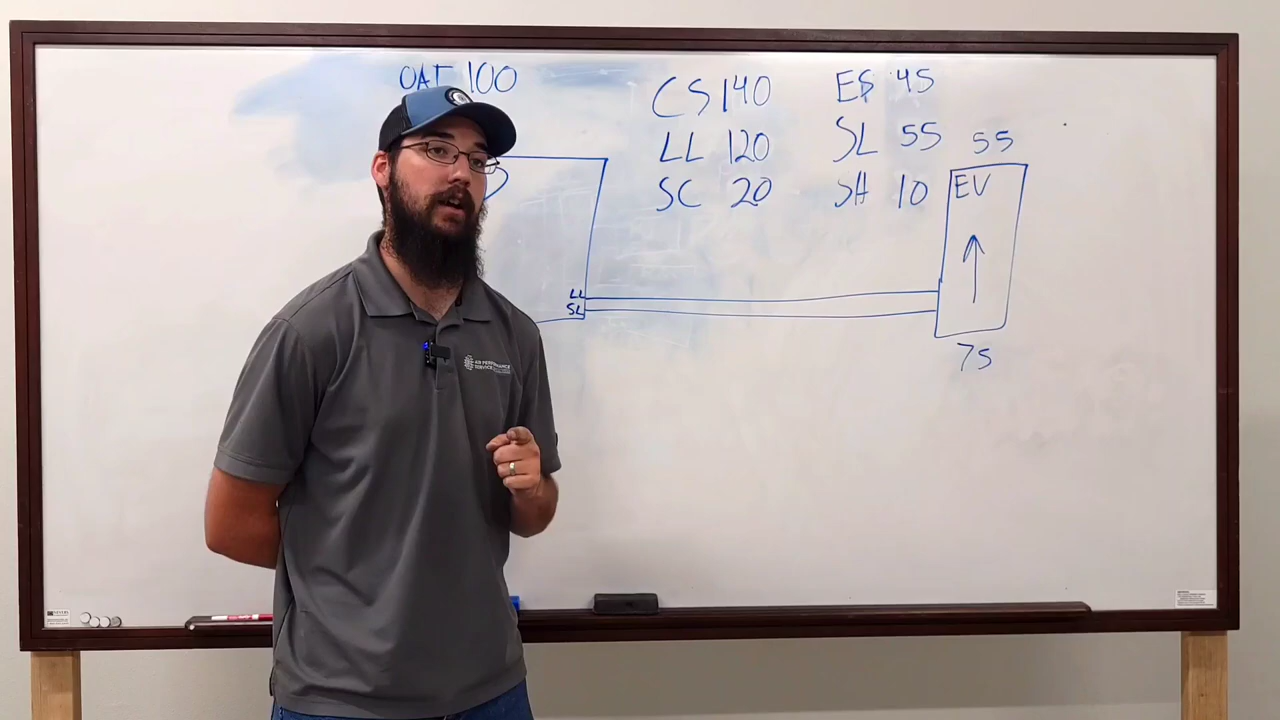 OAT 100
CS 140
LL 120
SC 20
ES 45
SL 55
SH 10
55
EV
75
LL
SL